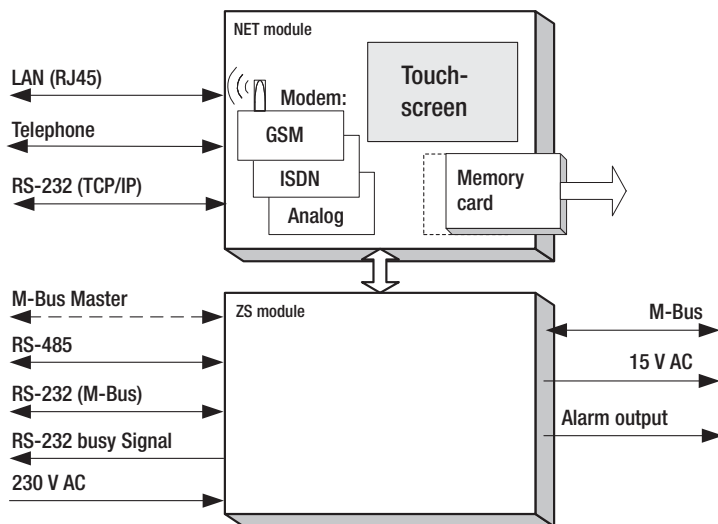 NET module
LAN (RJ45)
Telephone
RS-232 (TCP/IP)
Modem:
GSM
ISDN
Analog
Touch-
screen
Memory
card
ZS module
M-Bus Master
RS-485
RS-232 (M-Bus)
RS-232 busy Signal
230 V AC
M-Bus
15 V AC
Alarm output